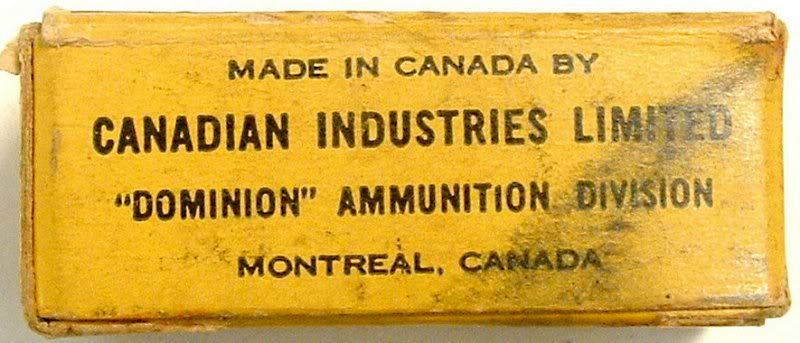 MADE IN CANADA BY
CANADIAN INDUSTRIES LIMITED
"DOMINION" AMMUNITION DIVISION
MONTREAL, CANADA